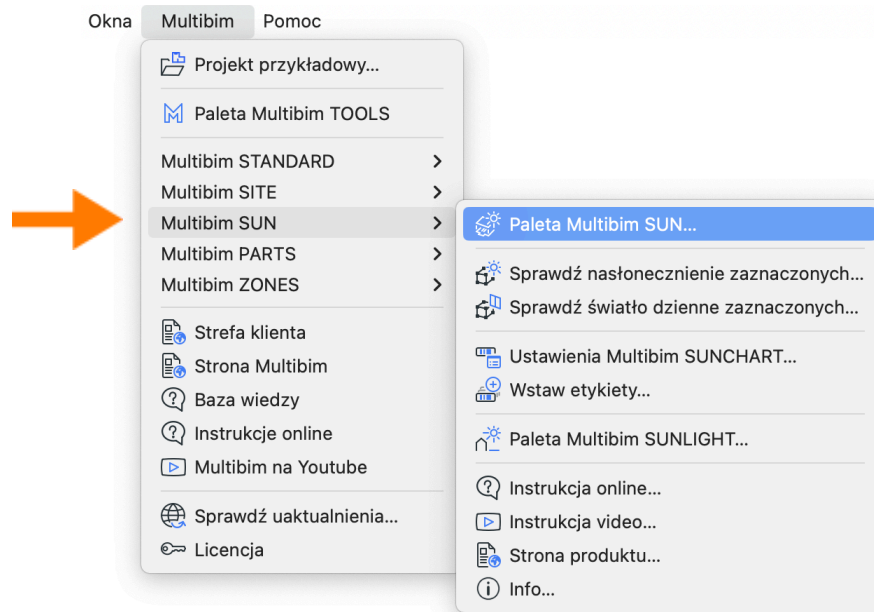 Okna Multibim Pomoc
Projekt przykładowy...
Paleta Multibim TOOLS
Multibim STANDARD
Multibim SITE
Multibim SUN
Multibim PARTS
Multibim ZONES
Strefa klienta
Strona Multibim
Baza wiedzy
Instrukcje online
Multibim na Youtube
Sprawdź uaktualnienia...
Licencja
Paleta Multibim SUN...
Sprawdź nasłonecznienie zaznaczonych...
Sprawdź światło dzienne zaznaczonych...
Ustawienia Multibim SUNCHART...
Wstaw etykiety...
Paleta Multibim SUNLIGHT...
Instrukcja online...
Instrukcja video...
Strona produktu...
Info...